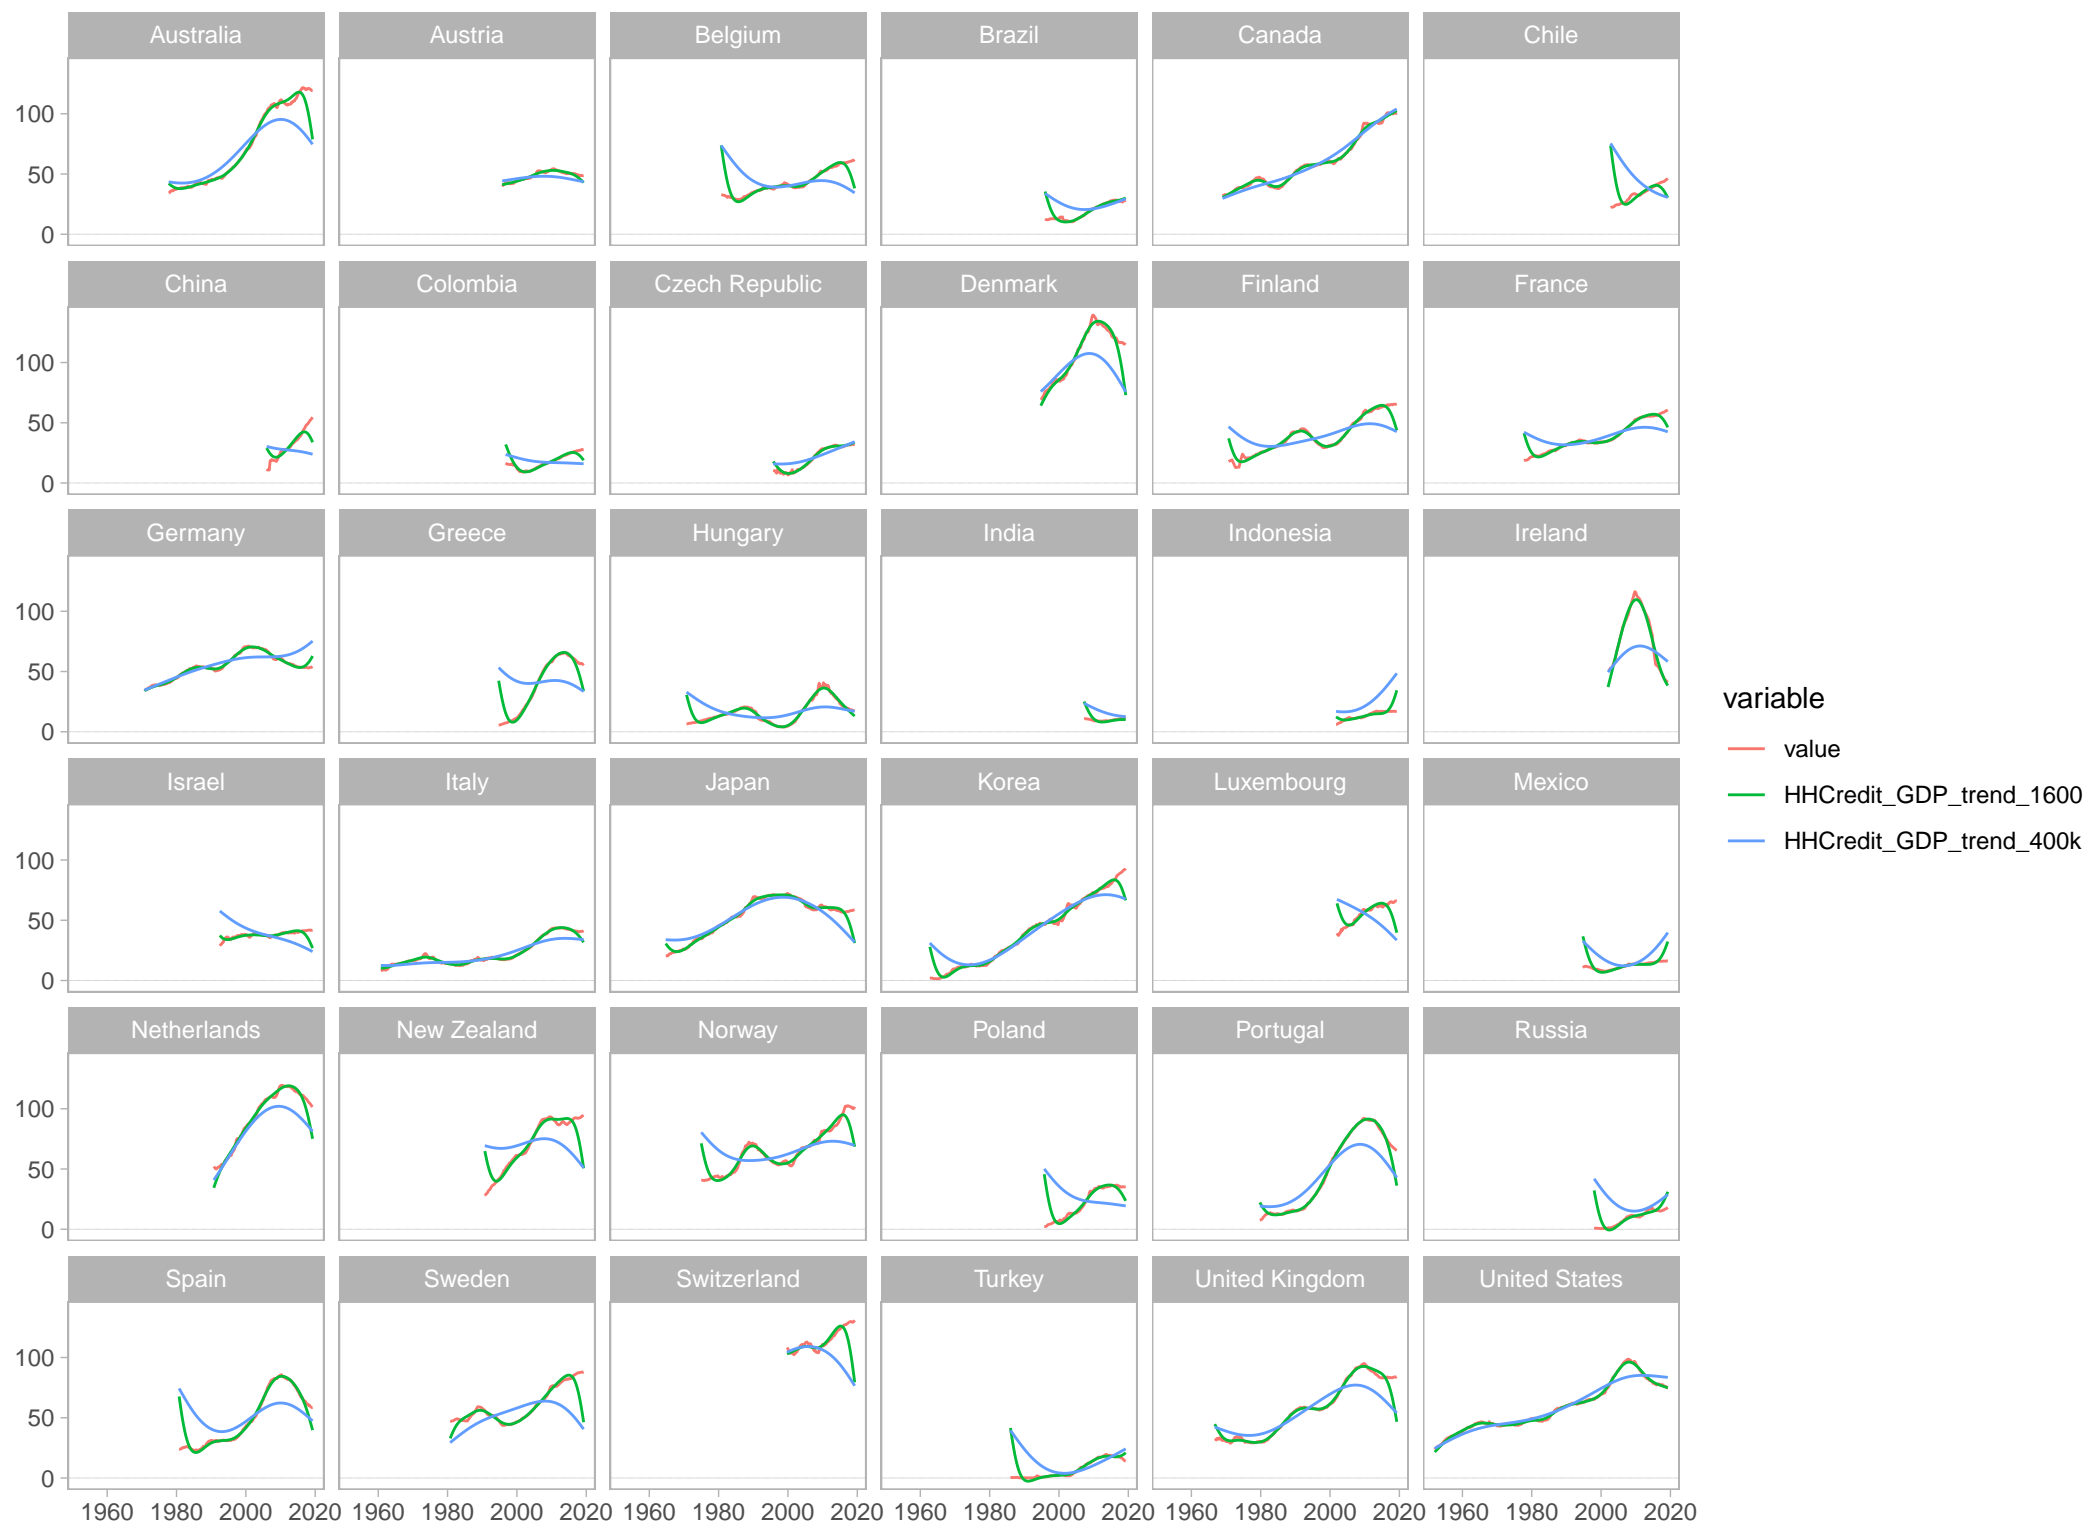 Australia Austria Belgium Brazil Canada Chile
100
50
0
China Colombia Czech Republic Denmark Finland France
100
50
0
Germany Greece Hungary India Indonesia Ireland
100
50
0
Israel Italy Japan Korea Luxembourg Mexico
100
50
0
Netherlands New Zealand Norway Poland Portugal Russia
100
50
0
Spain Sweden Switzerland Turkey United Kingdom United States
100
50
0
1960 1980 2000 2020 1960 1980 2000 2020 1960 1980 2000 2020 1960 1980 2000 2020 1960 1980 2000 2020 1960 1980 2000 2020
variable
value
HHCredit_GDP_trend_1600
HHCredit_GDP_trend_400k